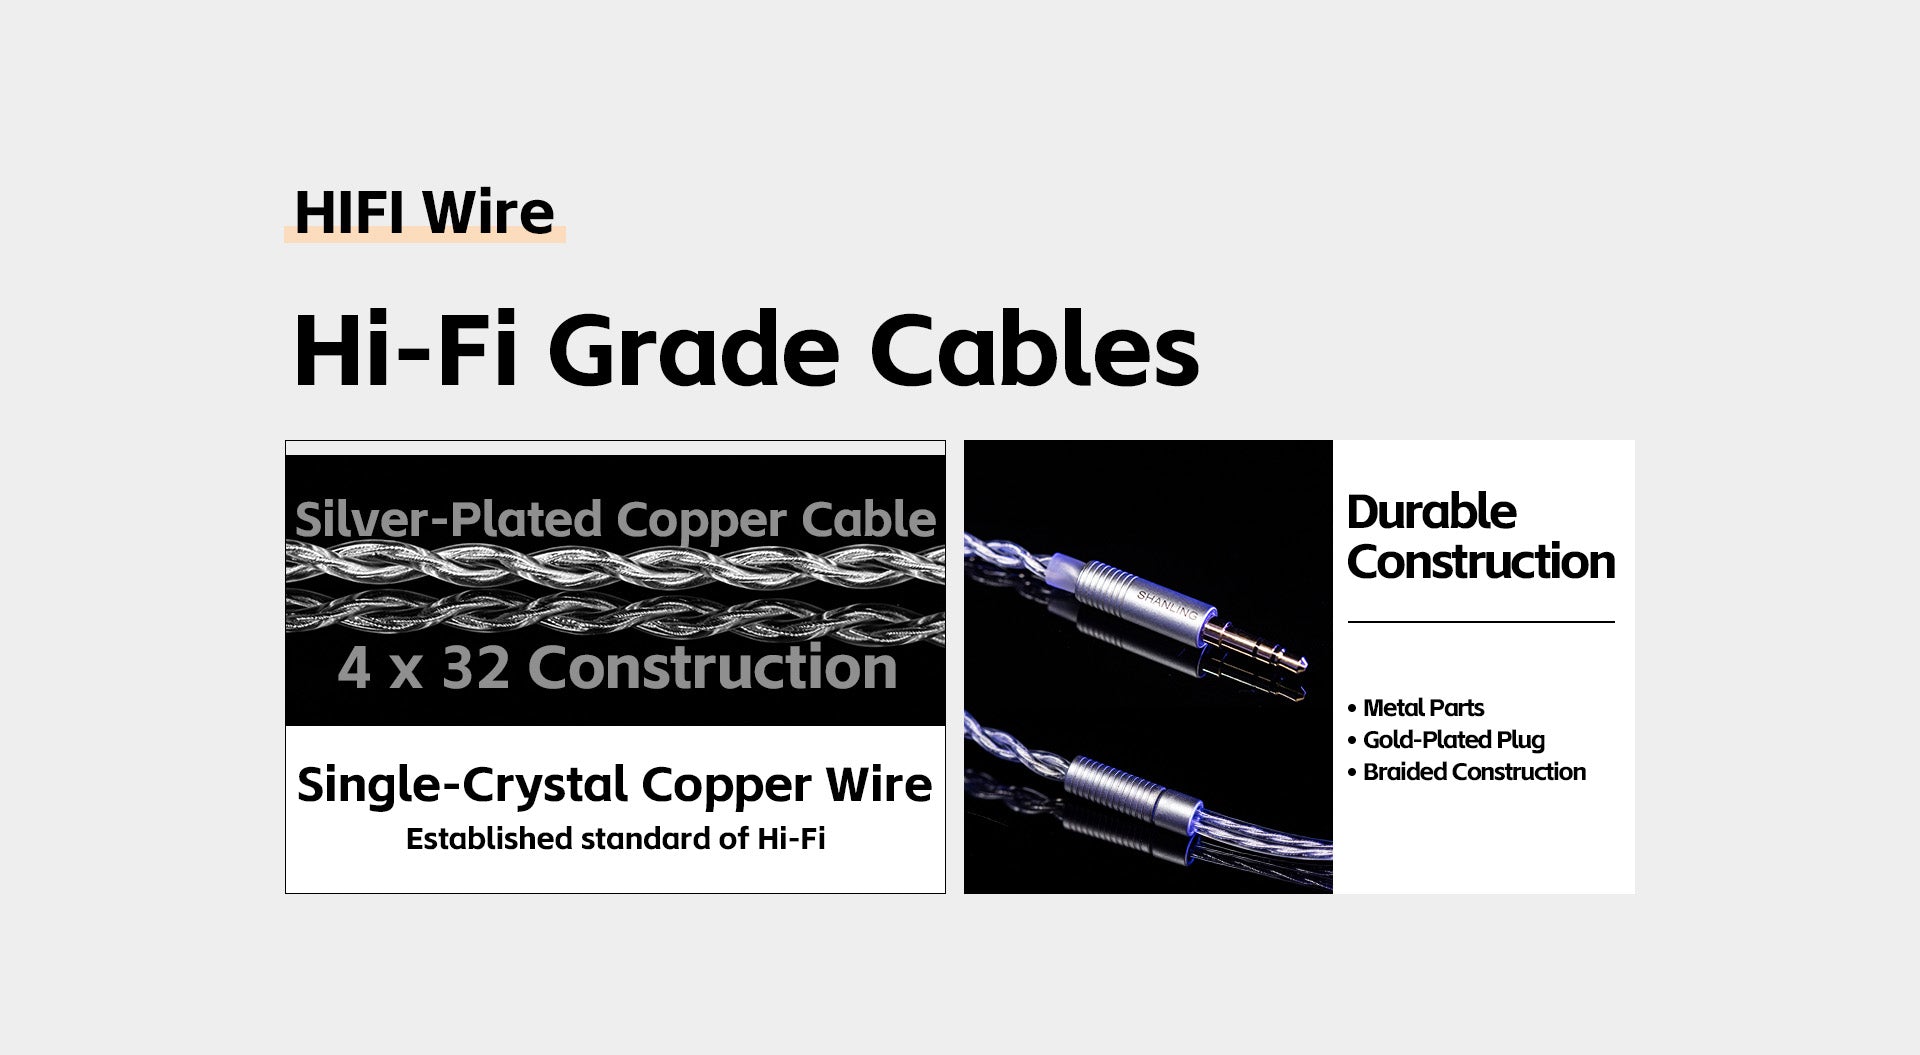 HIFI Wire
Hi-Fi Grade Cables
Silver-Plated Copper Cable
4 x 32 Construction
Single-Crystal Copper Wire
Established standard of Hi-Fi
SHANLING
Durable
Construction
• Metal Parts
• Gold-Plated Plug
• Braided Construction